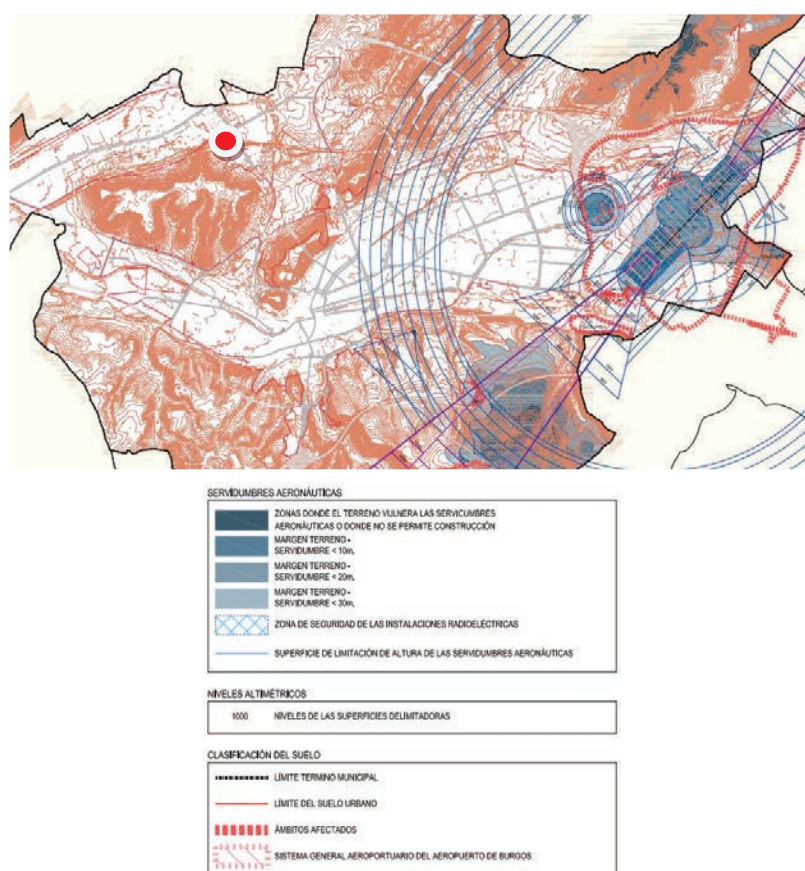 SERVIDUMBRES AERONÁUTICAS
ZONAS DONDE EL TERRENO VULNERA LAS SERVICUMBRES
AERONÁUTICAS O DONDE NO SE PERMITE CONSTRUCCIÓN
MARGEN TERRENO -
SERVIDUMBRE < 10m,
MARGEN TERRENO -
SERVIDUMBRE < 20m,
MARGEN TERRENO -
SERVIDUMBRE < 30m,
ZONA DE SEGURIDAD DE LAS INSTALACIONES RADIOELÉCTRICAS
SUPERFICIE DE LIMITACIÓN DE ALTURA DE LAS SERVIDUMBRES AERONÁUTICAS
NIVELES ALTIMÉTRICOS
1000 NIVELES DE LAS SUPERFICIES DELIMITADORAS
CLASIFICACIÓN DEL SUELO
LÍMITE TERMINO MUNICIPAL
LÍMITE DEL SUELO URBANO
ÁMBITOS AFECTADOS
SISTEMA GENERAL AEROPORTUARIO DEL AEROPUERTO DE BURGOS